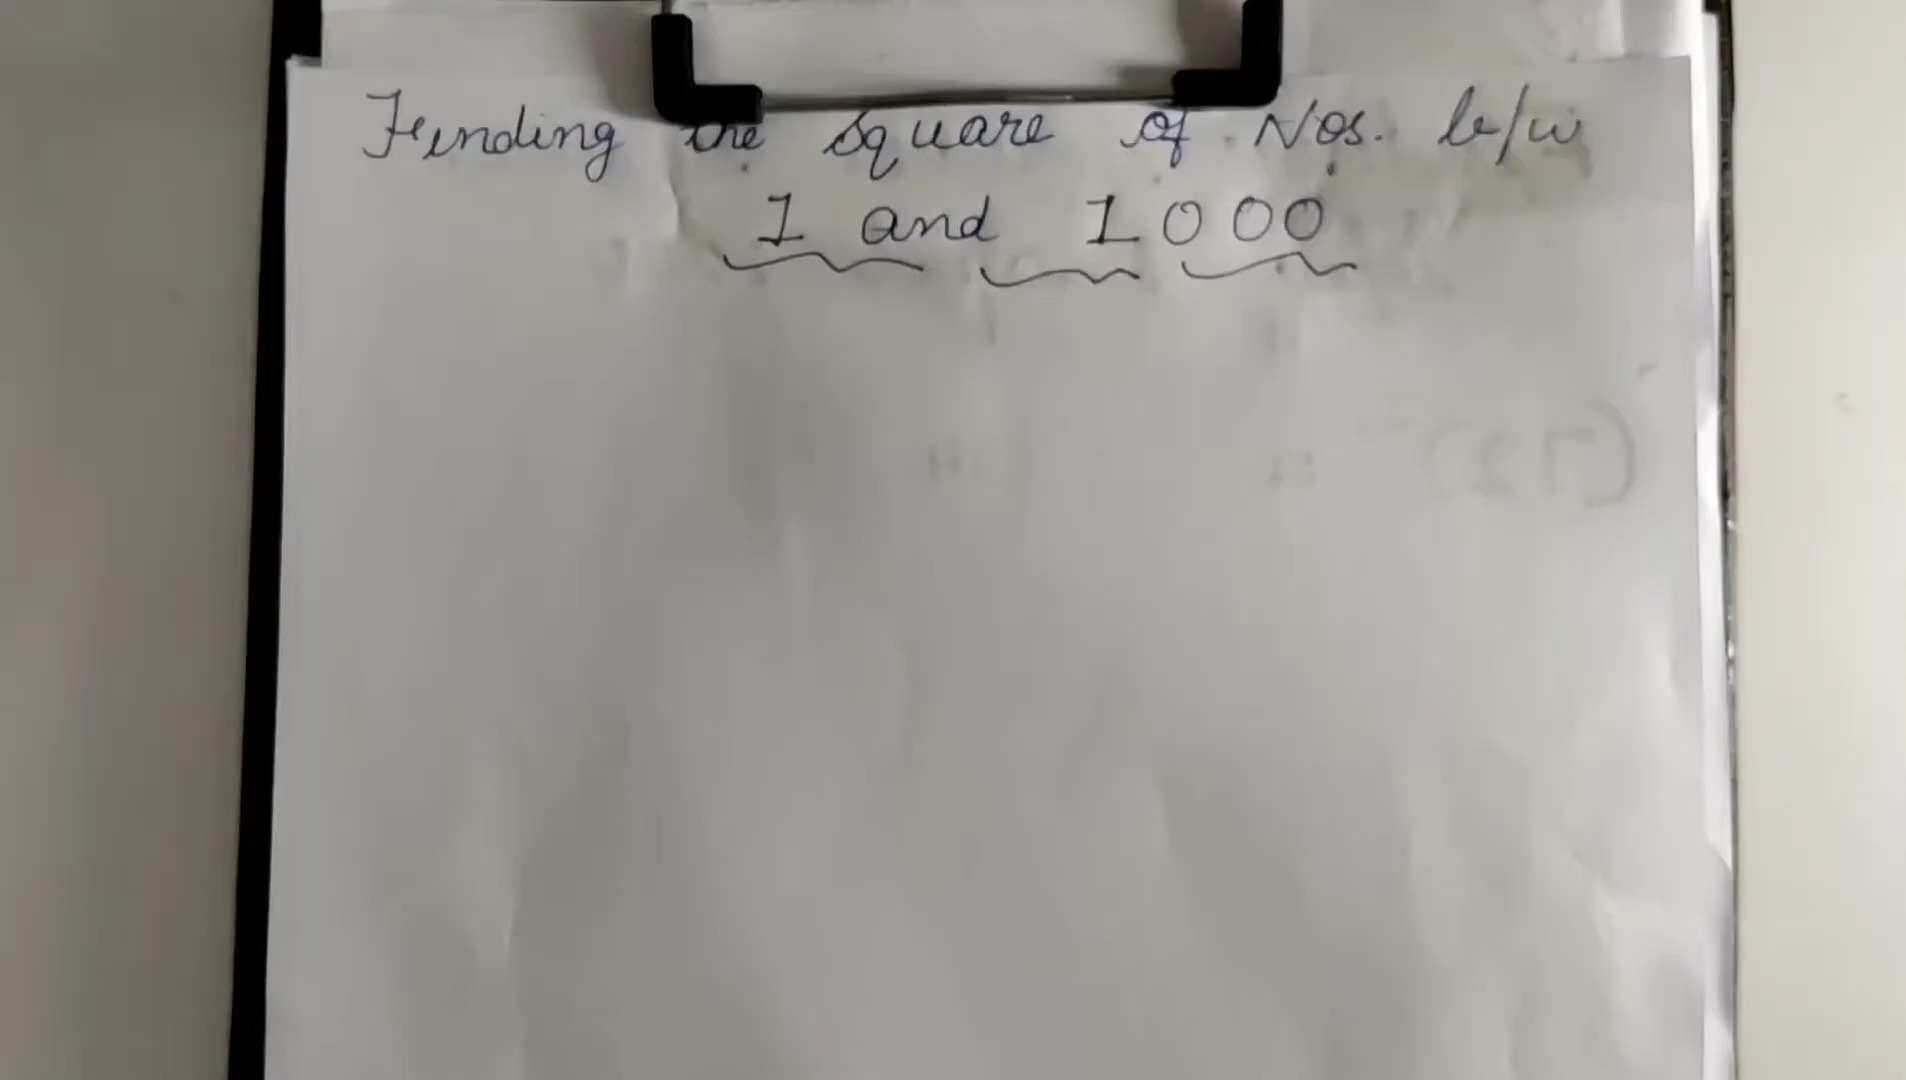 Finding the square of Nos. b/w
1 and 1000